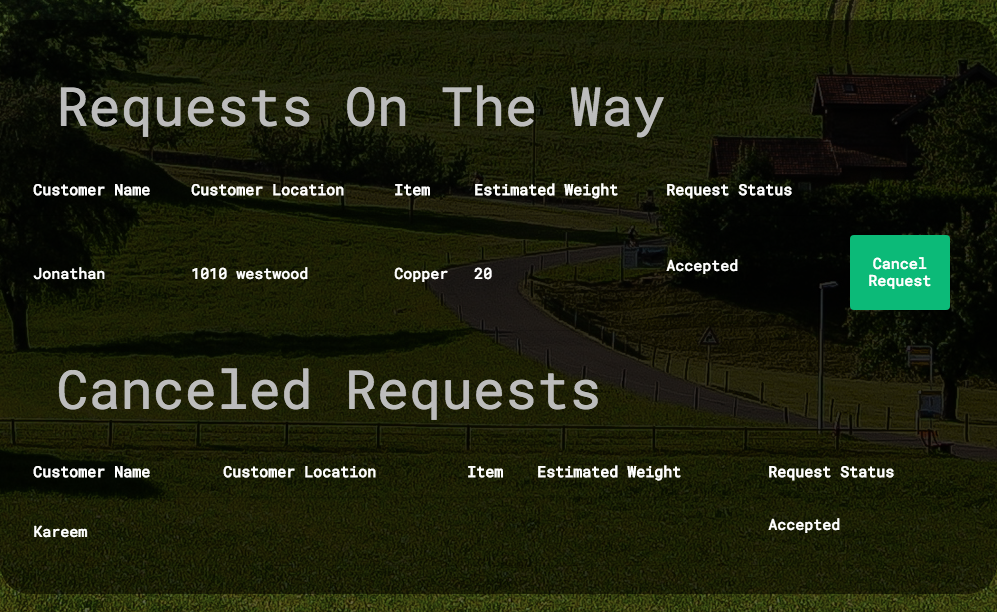 Requests On The Way
Customer Name Customer Location Item Estimated Weight Request Status
Jonathan 1010 westwood Copper 20 Accepted Cancel
Request
Canceled Requests
Customer Name Customer Location Item Estimated Weight Request Status
Kareem Accepted